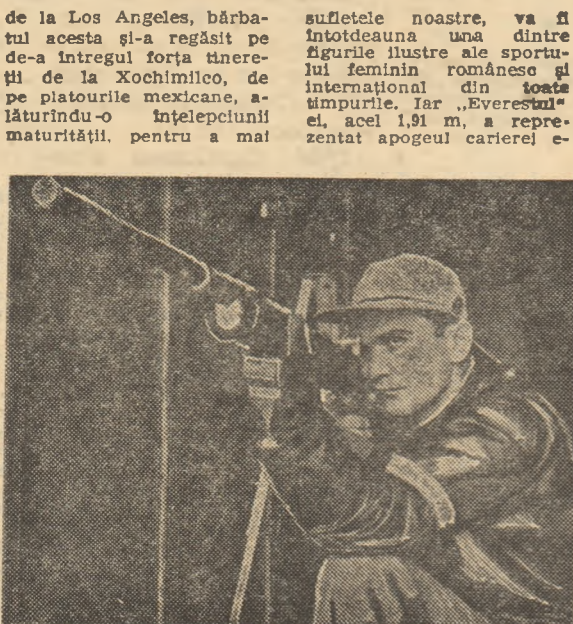 de la Los Angeles, bărba-
tul acesta și-a regăsit pe
de-a întregul forța tinere-
ții de la Xochimilco, de
pe platourile mexicane, a-
lăturîndu-o înțelepciunii
maturității, pentru a mai
sufletele noastre, va fi
întotdeauna una dintre
figurile ilustre ale sportu-
lui feminin românesc și
internațional din toate
timpurile. Iar „Everestul“
ei, acel 1,91 m, a repre-
zentat apogeul carierei e-